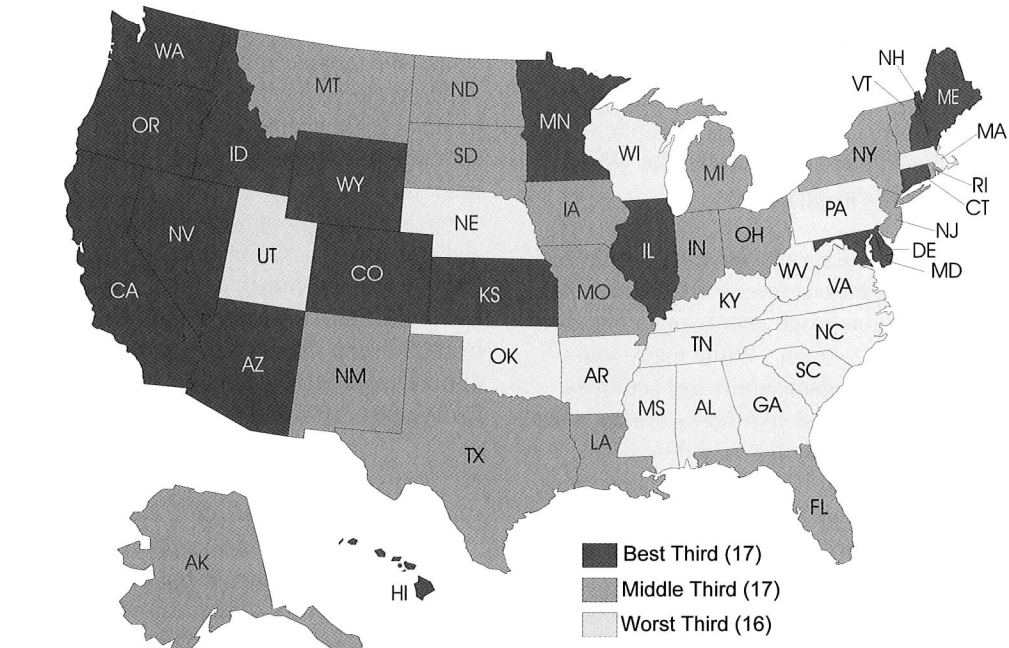 WA
OR
ID
MT
ND
MN
SD
WY
WI
MI
NY
NH
VT
ME
MA
RI
CT
NJ
DE
MD
PA
NV
UT
CO
NE
IA
IL
IN
OH
CA
KS
MO
KY
WV
VA
AZ
NM
OK
AR
TN
NC
SC
MS
AL
GA
TX
LA
FL
AK
HI
Best Third (17)
Middle Third (17)
Worst Third (16)